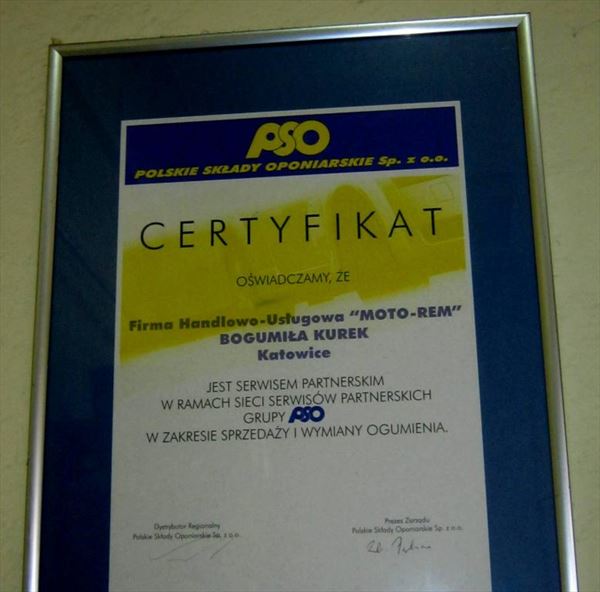 PSO
POLSKIE SKŁADY OPONIARSKIE Sp. z o.o.
CERTYFIKAT
OŚWIADCZAMY, ŻE
Firma Handlowo-Usługowa "MOTO-REM"
BOGUMIŁA KUREK
Katowice
JEST SERWISEM PARTNERSKIM
W RAMACH SIECI SERWISÓW PARTNERSKICH
GRUPY PSO
W ZAKRESIE SPRZEDAŻY I WYMIANY OGUMIENIA.
Dystrybutor Regionalny
Polskie Składy Oponiarskie Sp. z o.o.
Prezes Zarządu
Polskie Składy Oponiarskie Sp. z o.o.